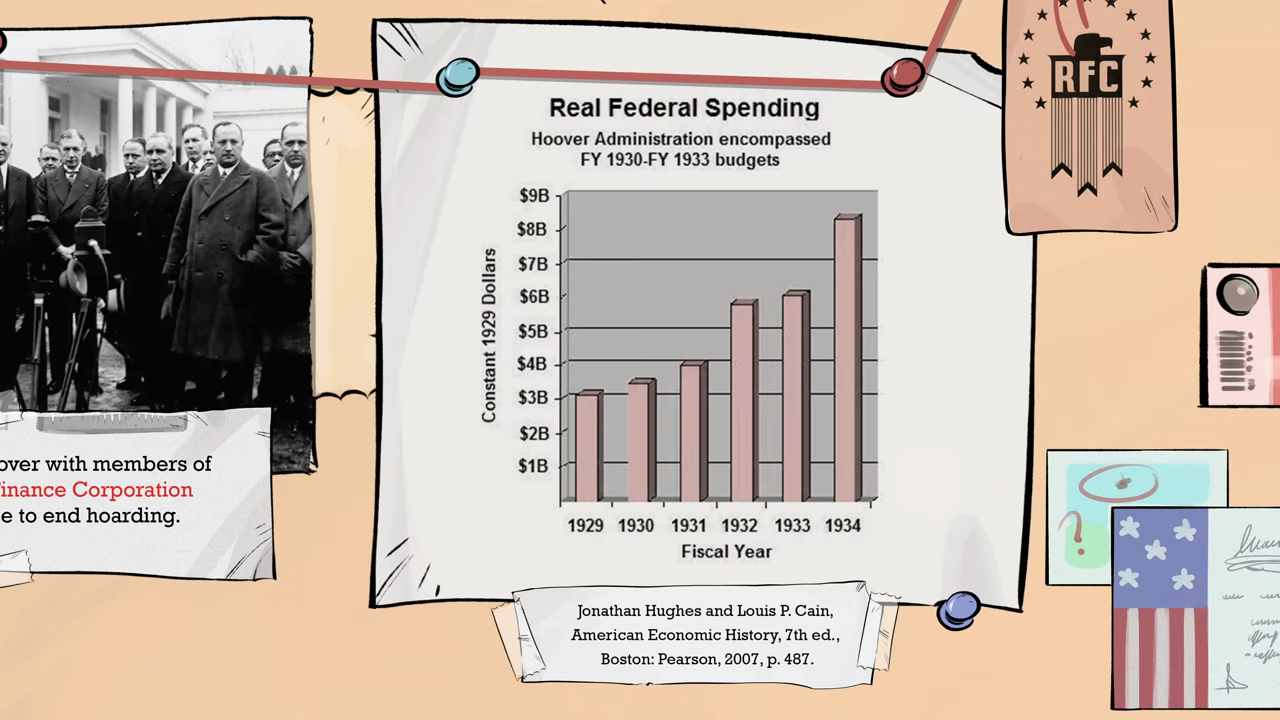 over with members of
inance Corporation
e to end hoarding.
Real Federal Spending
Hoover Administration encompassed
FY 1930-FY 1933 budgets
Constant 1929 Dollars
$9B
$8B
$7B
$6B
$5B
$4B
$3B
$2B
$1B
1929 1930 1931 1932 1933 1934
Fiscal Year
Jonathan Hughes and Louis P. Cain,
American Economic History, 7th ed.,
Boston: Pearson, 2007, p. 487.
RFC
?